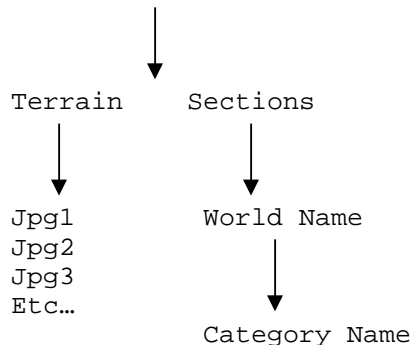 Terrain Sections
Jpg1 World Name
Jpg2
Jpg3
Etc…
Category Name